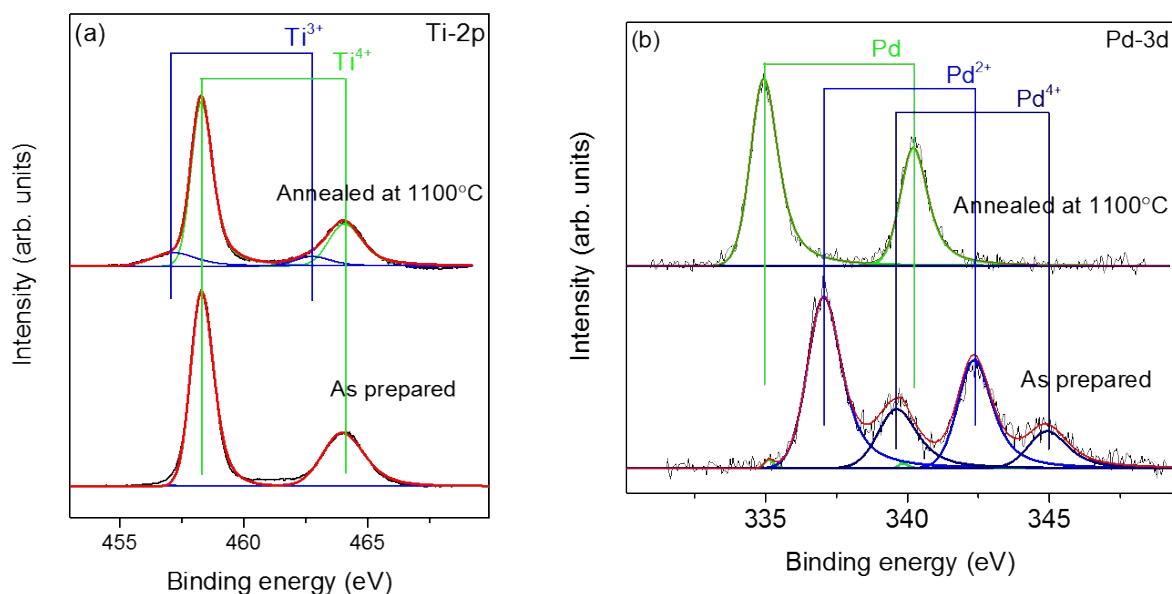 (a)
Ti-2p
Ti3+
Ti4+
Annealed at 1100°C
As prepared
Intensity (arb. units)
455
460
465
Binding energy (eV)
(b)
Pd-3d
Pd
Pd2+
Pd4+
Annealed at 1100°C
As prepared
Intensity (arb. units)
335
340
345
Binding energy (eV)